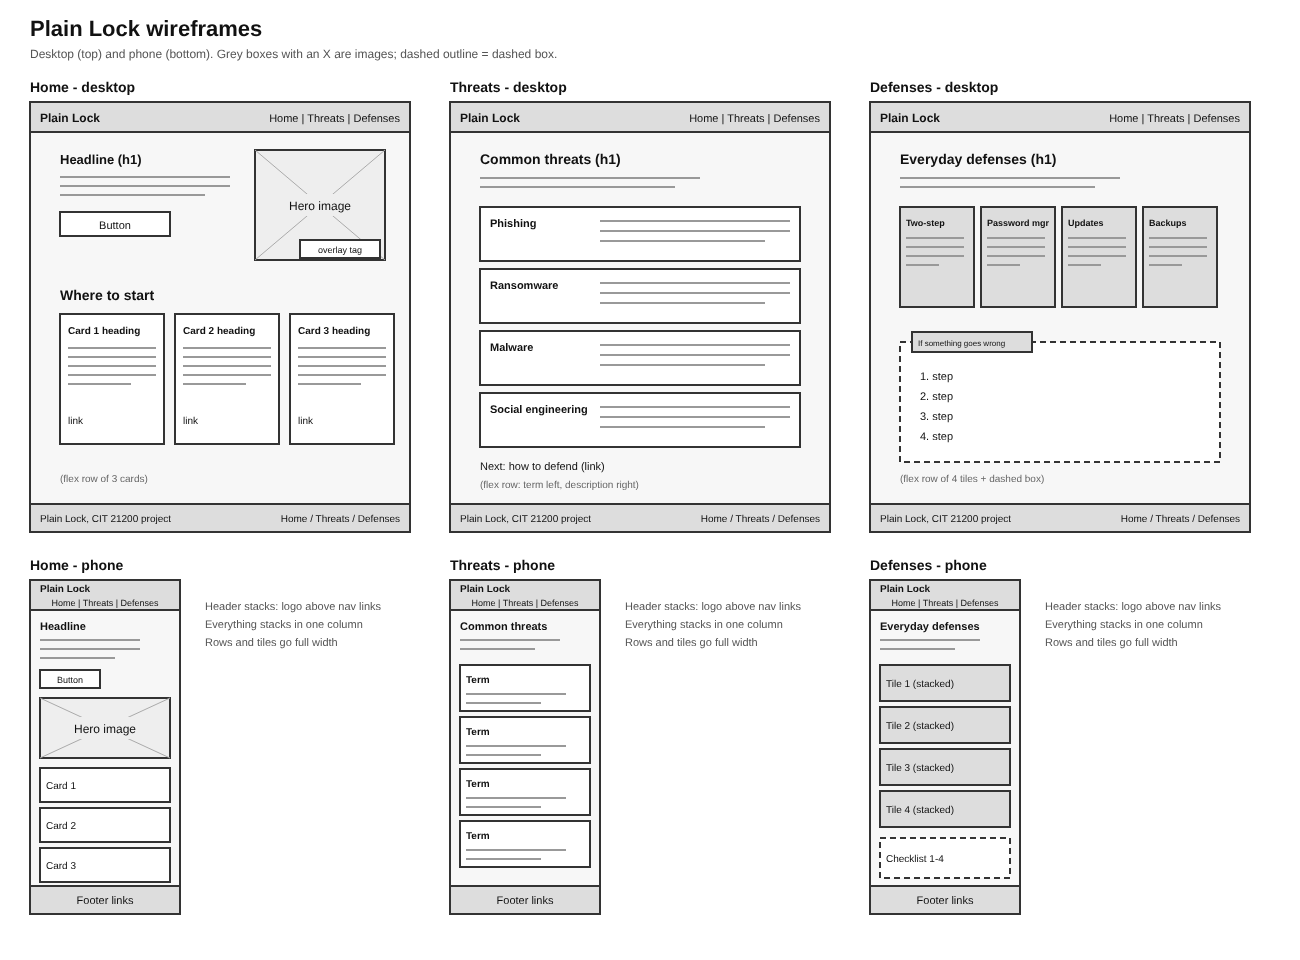 Plain Lock wireframes
Desktop (top) and phone (bottom). Grey boxes with an X are images; dashed outline = dashed box.
Home - desktop
Plain Lock
Home | Threats | Defenses
Headline (h1)
Button
Hero image
overlay tag
Where to start
Card 1 heading
link
Card 2 heading
link
Card 3 heading
link
(flex row of 3 cards)
Plain Lock, CIT 21200 project
Home / Threats / Defenses
Threats - desktop
Plain Lock
Home | Threats | Defenses
Common threats (h1)
Phishing
Ransomware
Malware
Social engineering
Next: how to defend (link)
(flex row: term left, description right)
Plain Lock, CIT 21200 project
Home / Threats / Defenses
Defenses - desktop
Plain Lock
Home | Threats | Defenses
Everyday defenses (h1)
Two-step
Password mgr
Updates
Backups
If something goes wrong
1. step
2. step
3. step
4. step
(flex row of 4 tiles + dashed box)
Plain Lock, CIT 21200 project
Home / Threats / Defenses
Home - phone
Plain Lock
Home | Threats | Defenses
Headline
Button
Hero image
Card 1
Card 2
Card 3
Footer links
Header stacks: logo above nav links
Everything stacks in one column
Rows and tiles go full width
Threats - phone
Plain Lock
Home | Threats | Defenses
Common threats
Term
Term
Term
Term
Footer links
Header stacks: logo above nav links
Everything stacks in one column
Rows and tiles go full width
Defenses - phone
Plain Lock
Home | Threats | Defenses
Everyday defenses
Tile 1 (stacked)
Tile 2 (stacked)
Tile 3 (stacked)
Tile 4 (stacked)
Checklist 1-4
Footer links
Header stacks: logo above nav links
Everything stacks in one column
Rows and tiles go full width